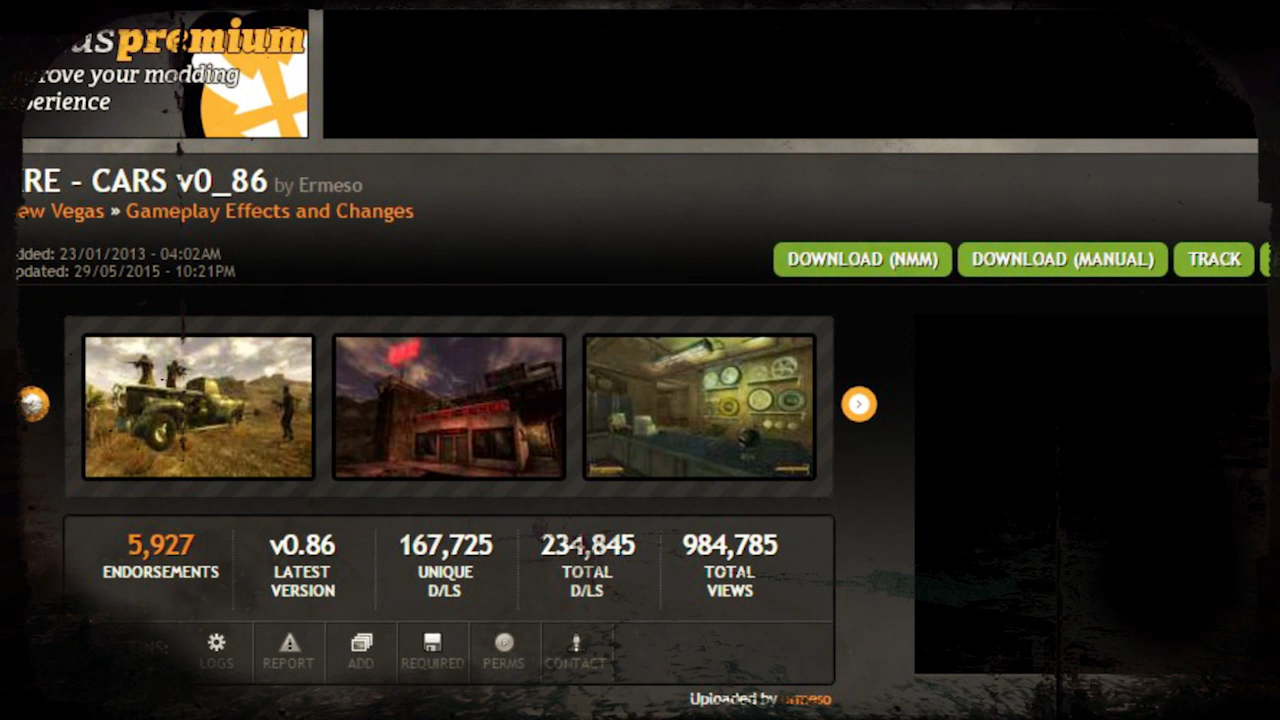 premium
your modding
RE - CARS v0_86 by Ermeso
ew Vegas » Gameplay Effects and Changes
dded: 23/01/2013 - 04:02AM
pdated: 29/05/2015 - 10:21PM
DOWNLOAD (NMM) DOWNLOAD (MANUAL) TRACK
5,927 v0.86 167,725 234,845 984,785
ENDORSEMENTS LATEST UNIQUE TOTAL TOTAL
VERSION D/LS D/LS VIEWS
LOGS REPORT ADD REQUIRED PERMS CONTACT
Uploaded by ermeso